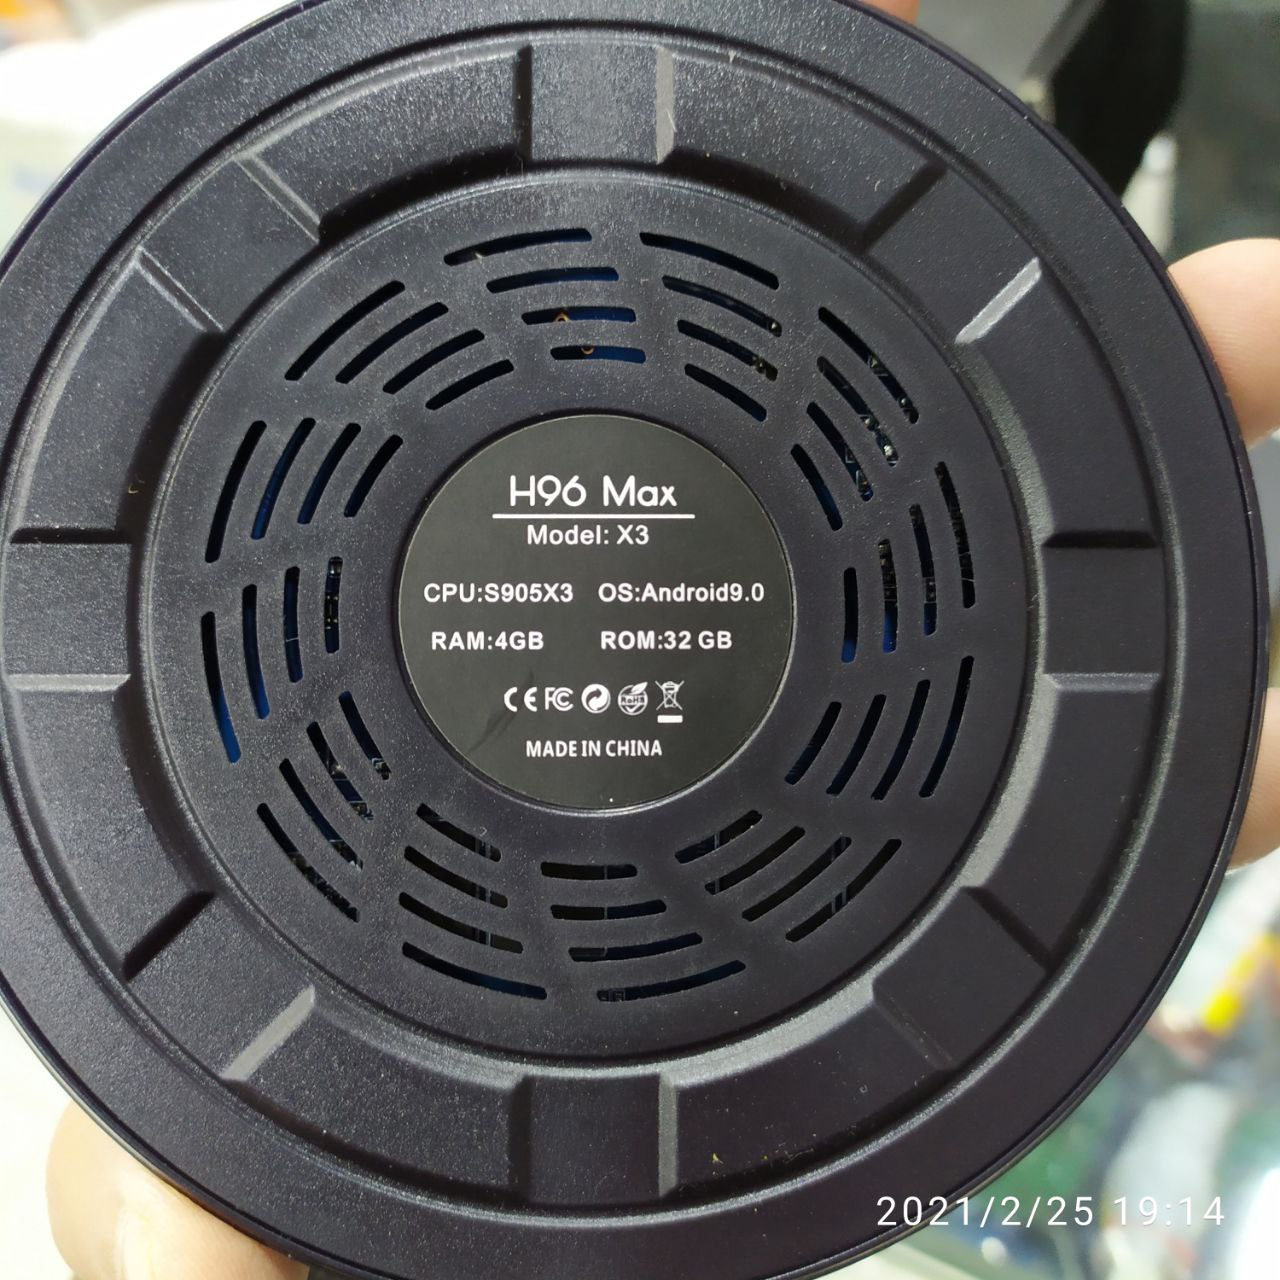 H96 Max
Model: X3
CPU:S905X3 OS:Android9.0
RAM:4GB ROM:32 GB
CE FC RoHS
MADE IN CHINA
2021/2/25 19:14